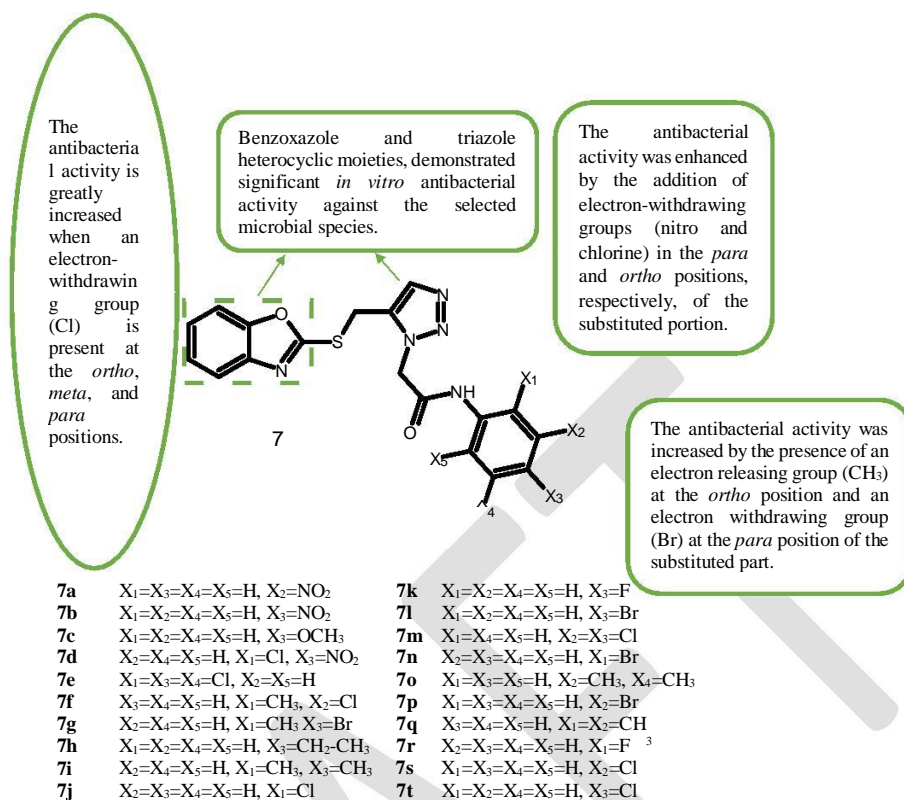 The
antibacteria
l activity is
greatly
increased
when an
electron-
withdrawin
g group
(Cl) is
present at
the ortho,
meta, and
para
positions.
Benzoxazole and triazole
heterocyclic moieties, demonstrated
significant in vitro antibacterial
activity against the selected
microbial species.
The antibacterial
activity was enhanced
by the addition of
electron-withdrawing
groups (nitro and
chlorine) in the para
and ortho positions,
respectively, of the
substituted portion.
O
N
S
N
N
N
O
NH
X₁
X₂
X₃
X₄
X₅
7
The antibacterial activity was
increased by the presence of an
electron releasing group (CH₃)
at the ortho position and an
electron withdrawing group
(Br) at the para position of the
substituted part.
7a X₁=X₃=X₄=X₅=H, X₂=NO₂
7b X₁=X₂=X₄=X₅=H, X₃=NO₂
7c X₁=X₂=X₄=X₅=H, X₃=OCH₃
7d X₂=X₄=X₅=H, X₁=Cl, X₃=NO₂
7e X₁=X₃=X₄=Cl, X₂=X₅=H
7f X₃=X₄=X₅=H, X₁=CH₃, X₂=Cl
7g X₂=X₄=X₅=H, X₁=CH₃ X₃=Br
7h X₁=X₂=X₄=X₅=H, X₃=CH₂-CH₃
7i X₂=X₄=X₅=H, X₁=CH₃, X₃=CH₃
7j X₂=X₃=X₄=X₅=H, X₁=Cl
7k X₁=X₂=X₄=X₅=H, X₃=F
7l X₁=X₂=X₄=X₅=H, X₃=Br
7m X₁=X₄=X₅=H, X₂=X₃=Cl
7n X₂=X₃=X₄=X₅=H, X₁=Br
7o X₁=X₃=X₅=H, X₂=CH₃, X₄=CH₃
7p X₁=X₃=X₄=X₅=H, X₂=Br
7q X₃=X₄=X₅=H, X₁=X₂=CH
7r X₂=X₃=X₄=X₅=H, X₁=F ³
7s X₁=X₃=X₄=X₅=H, X₂=Cl
7t X₁=X₂=X₄=X₅=H, X₃=Cl